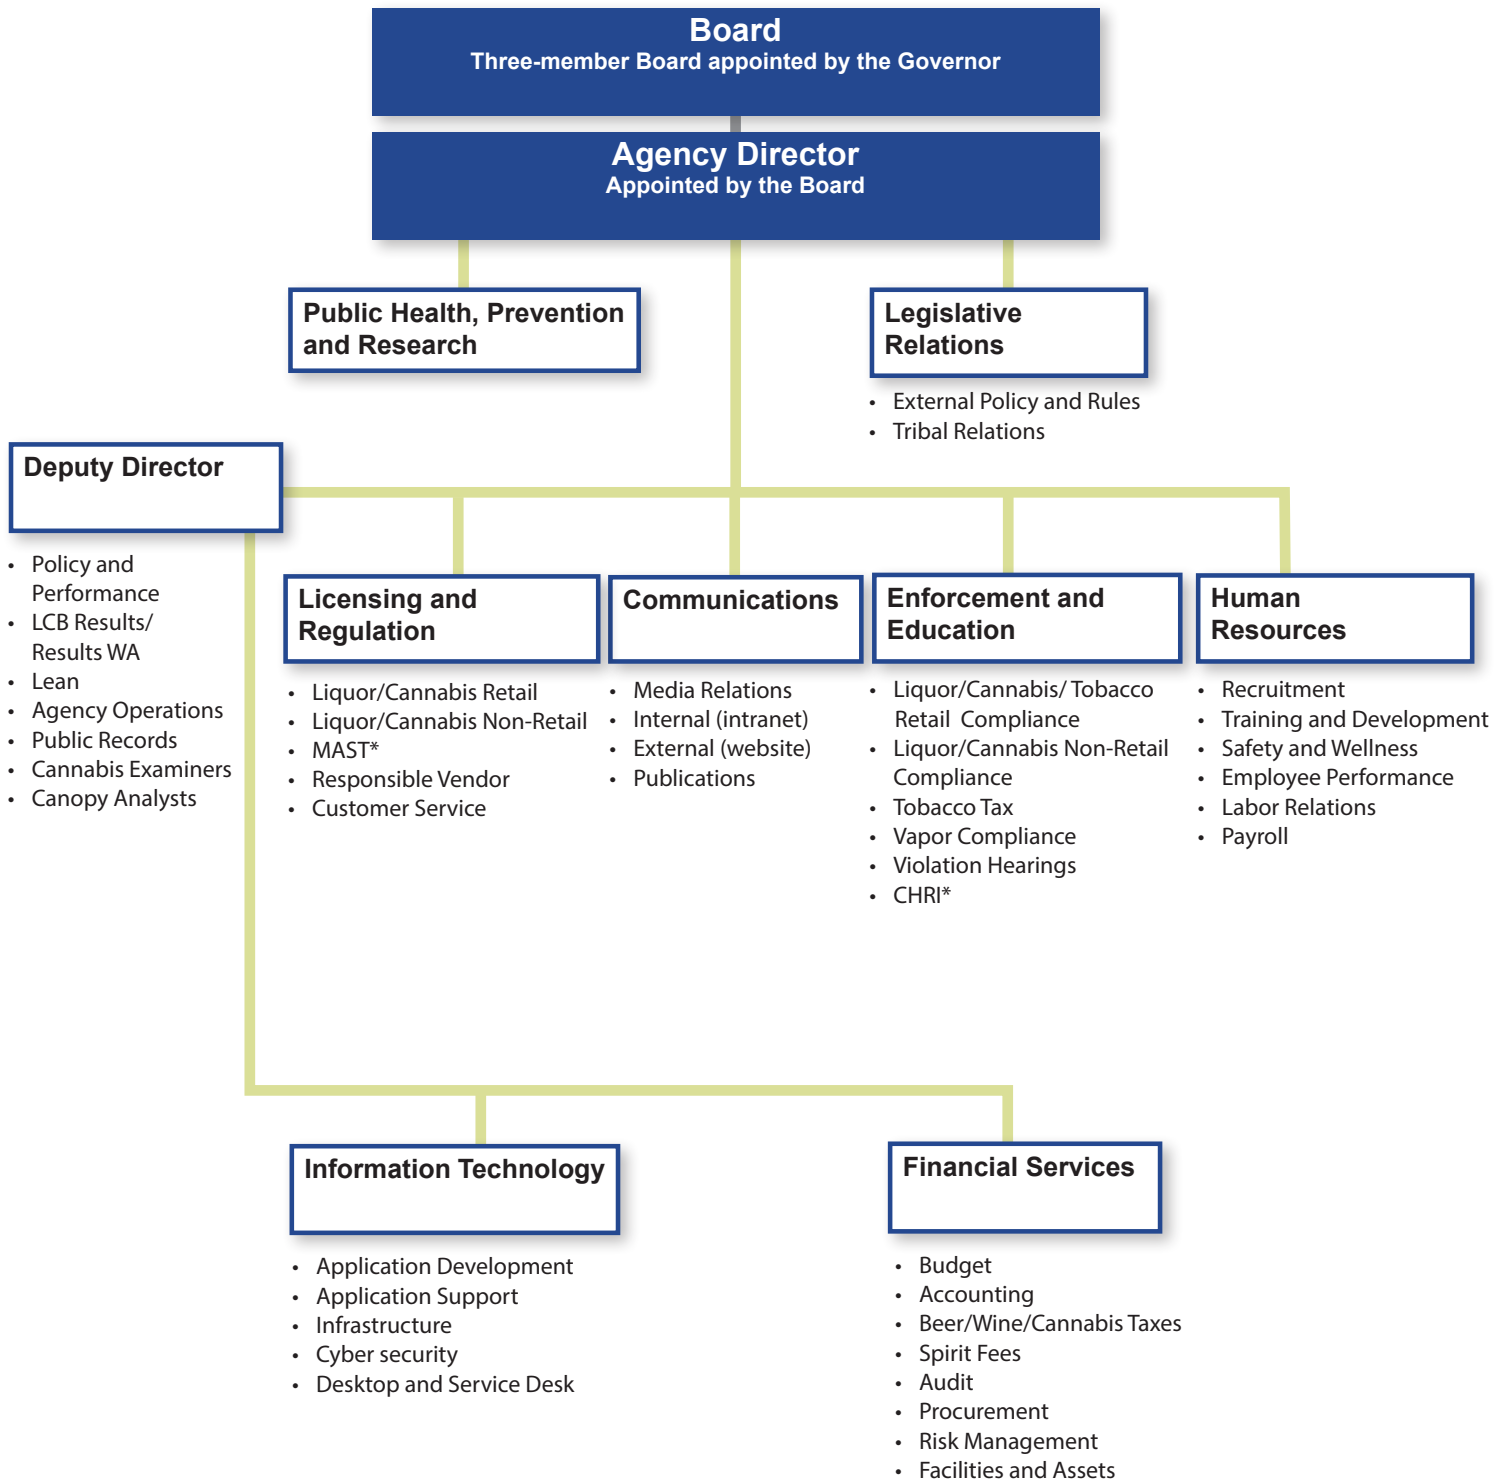 Board
Three-member Board appointed by the Governor
Agency Director
Appointed by the Board
Public Health, Prevention
and Research
Legislative
Relations
• External Policy and Rules
• Tribal Relations
Deputy Director
• Policy and
Performance
• LCB Results/
Results WA
• Lean
• Agency Operations
• Public Records
• Cannabis Examiners
• Canopy Analysts
Licensing and
Regulation
• Liquor/Cannabis Retail
• Liquor/Cannabis Non-Retail
• MAST*
• Responsible Vendor
• Customer Service
Communications
• Media Relations
• Internal (intranet)
• External (website)
• Publications
Enforcement and
Education
• Liquor/Cannabis/ Tobacco
Retail Compliance
• Liquor/Cannabis Non-Retail
Compliance
• Tobacco Tax
• Vapor Compliance
• Violation Hearings
• CHRI*
Human
Resources
• Recruitment
• Training and Development
• Safety and Wellness
• Employee Performance
• Labor Relations
• Payroll
Information Technology
• Application Development
• Application Support
• Infrastructure
• Cyber security
• Desktop and Service Desk
Financial Services
• Budget
• Accounting
• Beer/Wine/Cannabis Taxes
• Spirit Fees
• Audit
• Procurement
• Risk Management
• Facilities and Assets